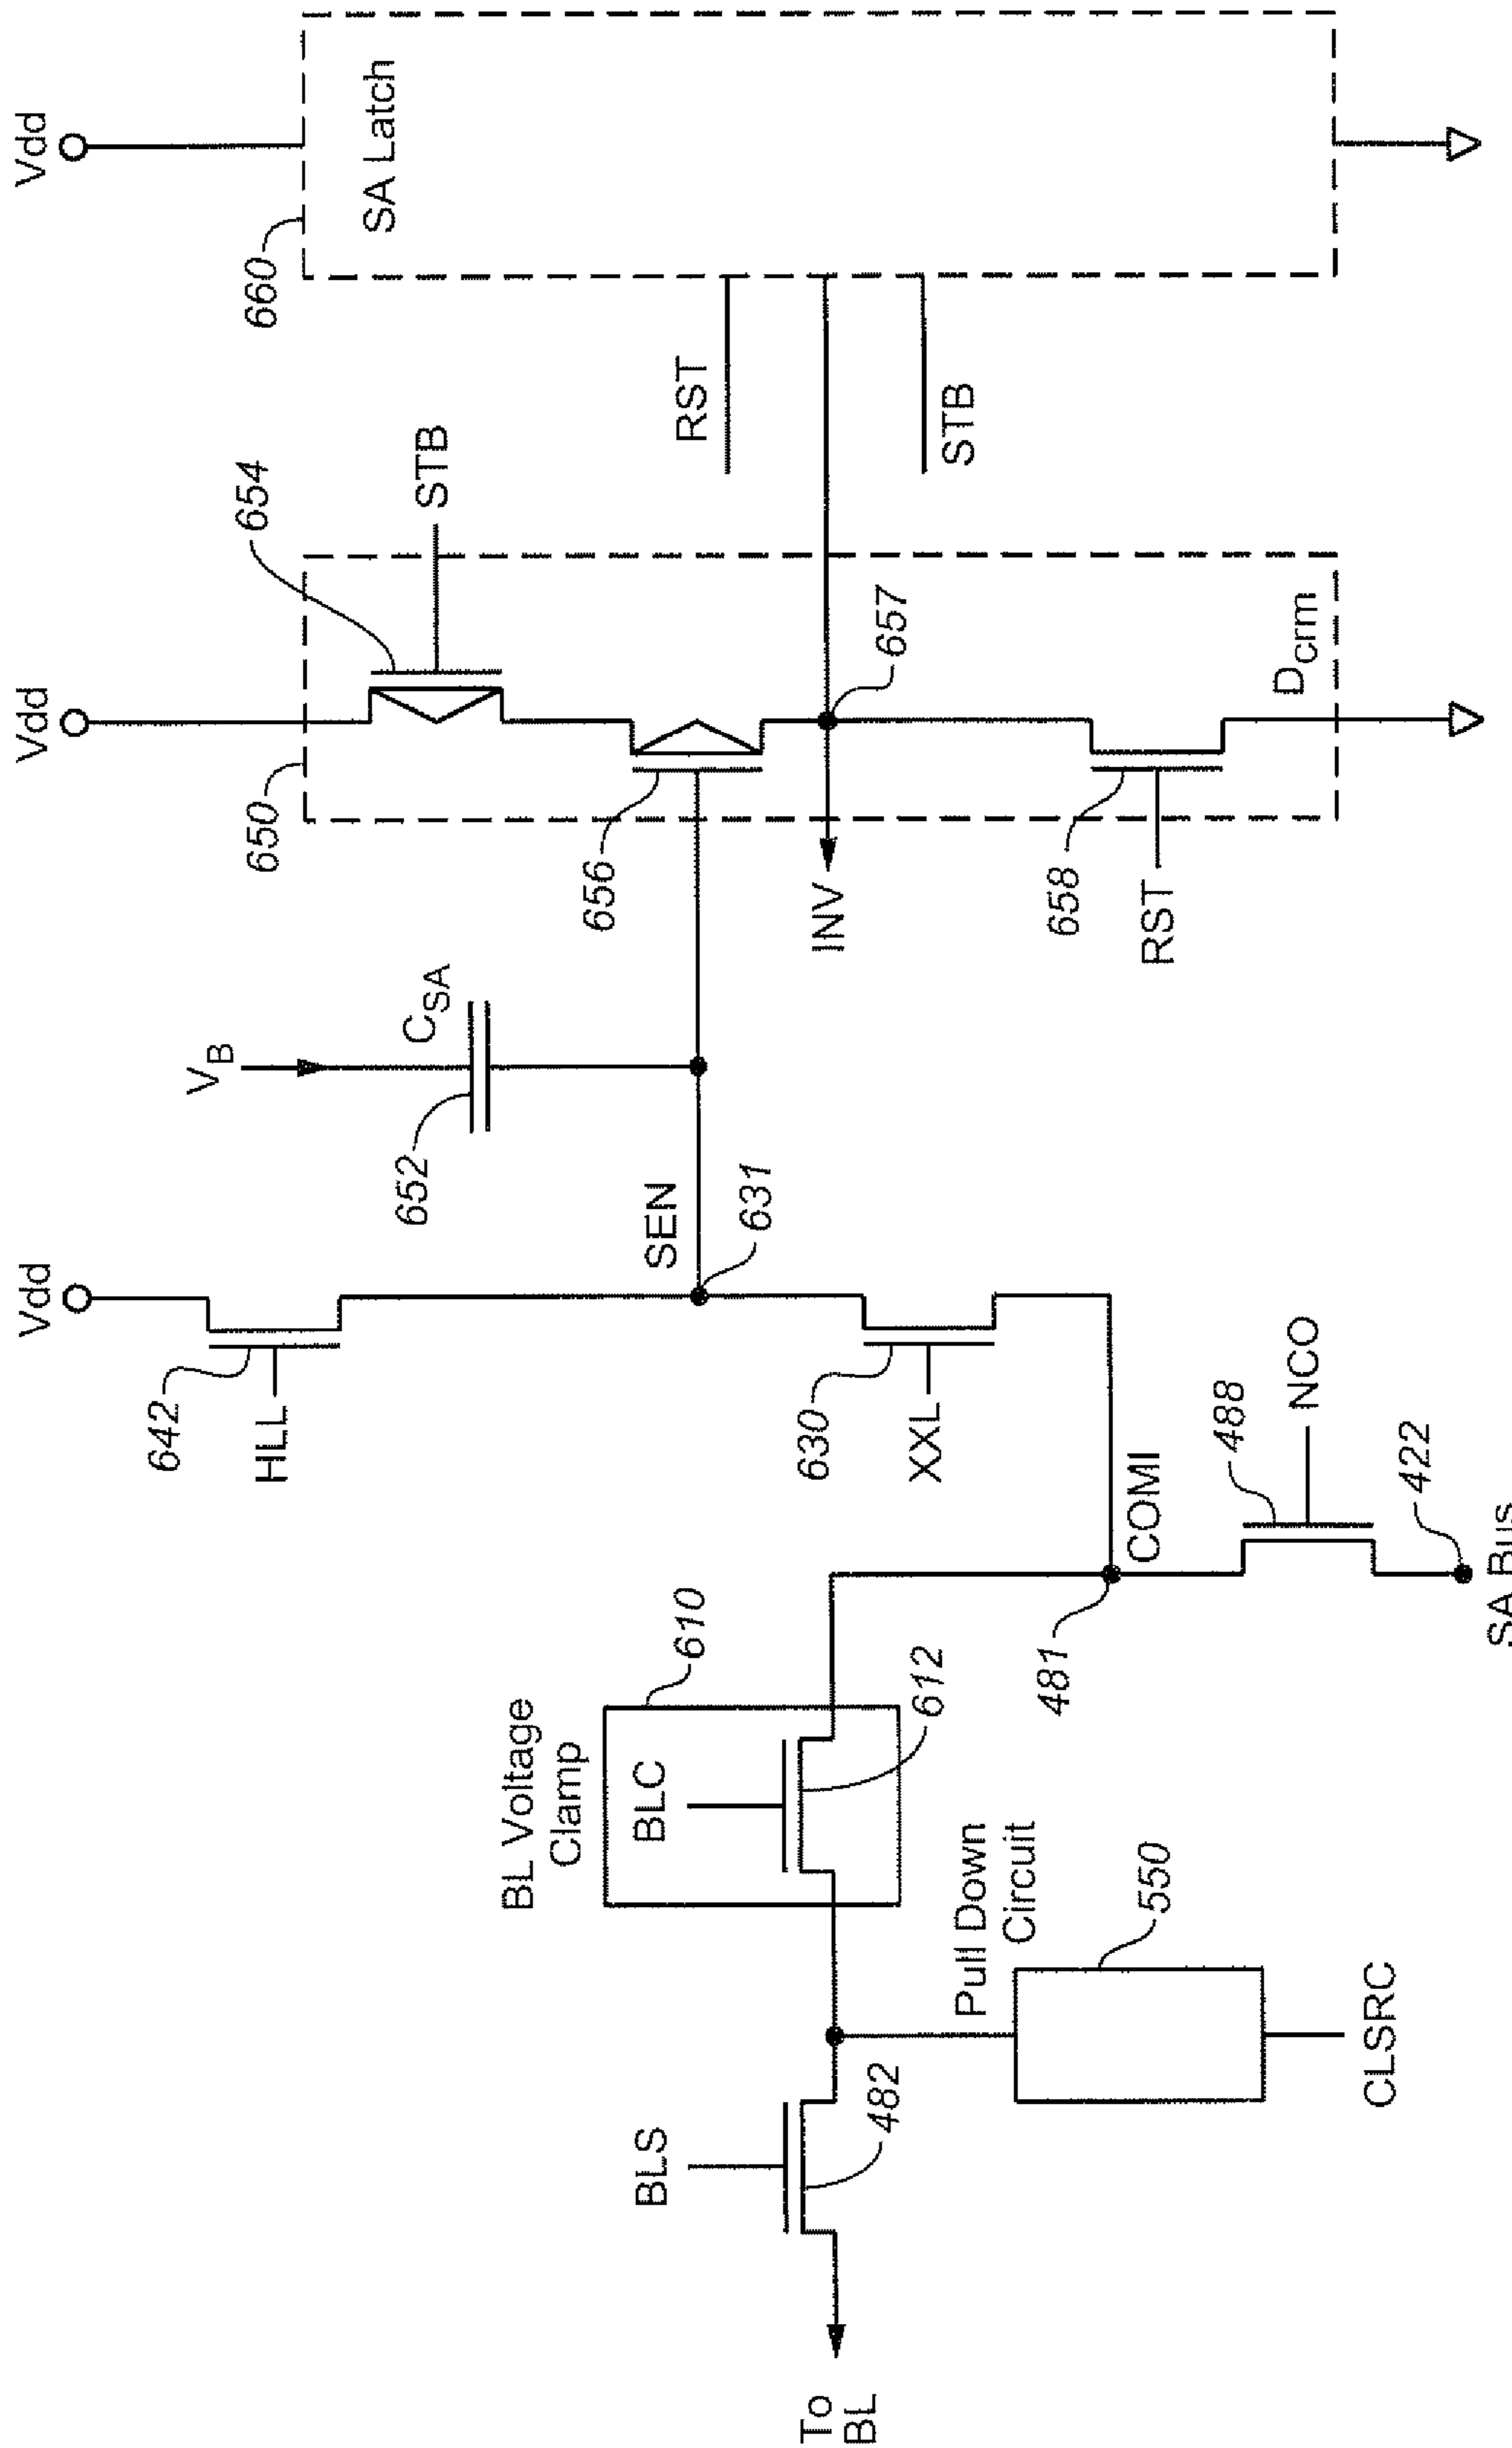 Vdd
Vdd
Vdd
660
SA Latch
650
654
STB
RST
STB
656
657
INV
658
RST
Dcrm
VB
CSA
652
SEN
631
642
HLL
630
XXL
BL Voltage
Clamp
610
BLC
612
COMI
481
488
NCO
422
SA Bus
BLS
482
Pull Down
Circuit
550
CLSRC
To
BL